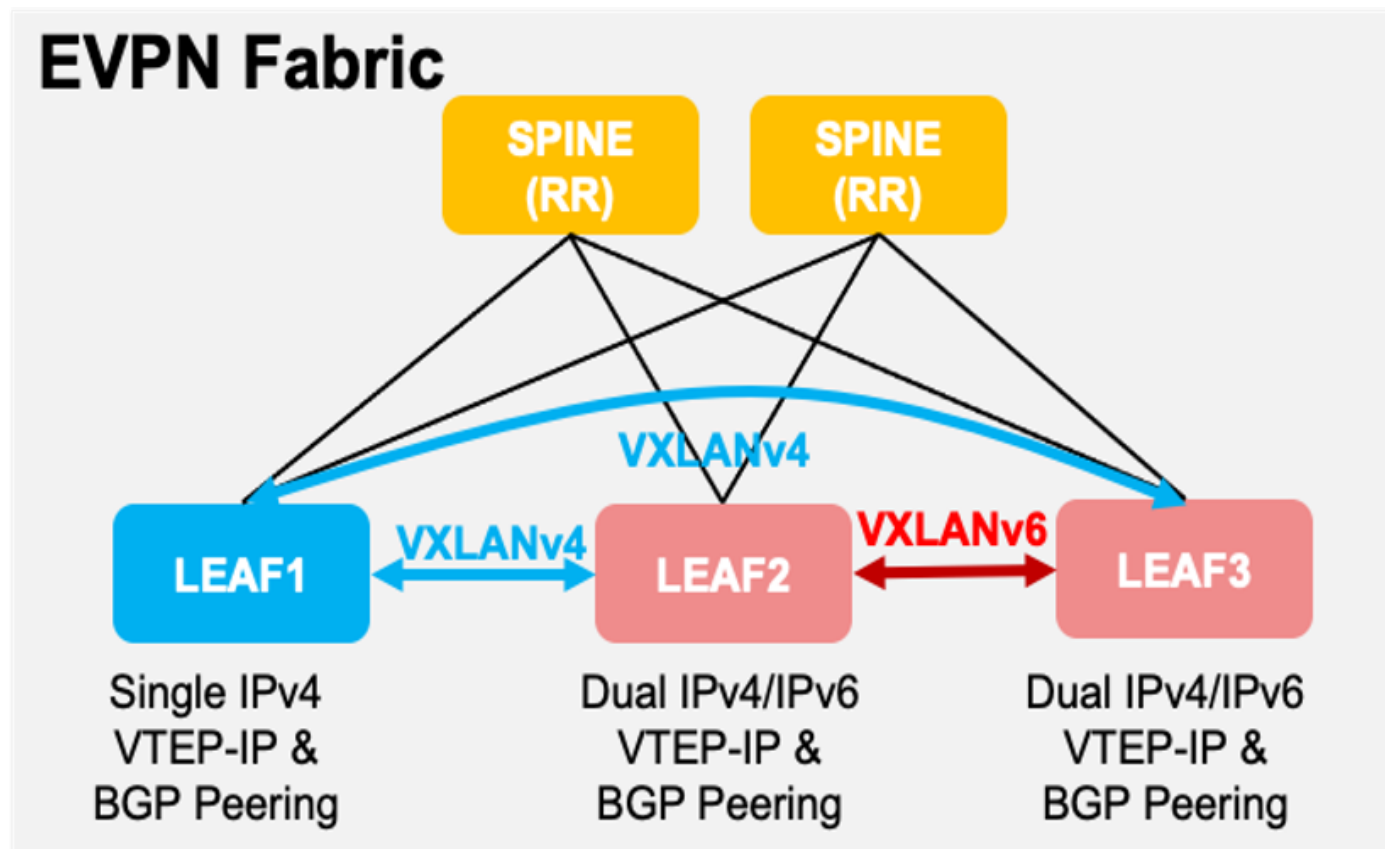 EVPN Fabric
SPINE
(RR)
SPINE
(RR)
VXLANv4
VXLANv4
VXLANv6
LEAF1
LEAF2
LEAF3
Single IPv4
VTEP-IP &
BGP Peering
Dual IPv4/IPv6
VTEP-IP &
BGP Peering
Dual IPv4/IPv6
VTEP-IP &
BGP Peering